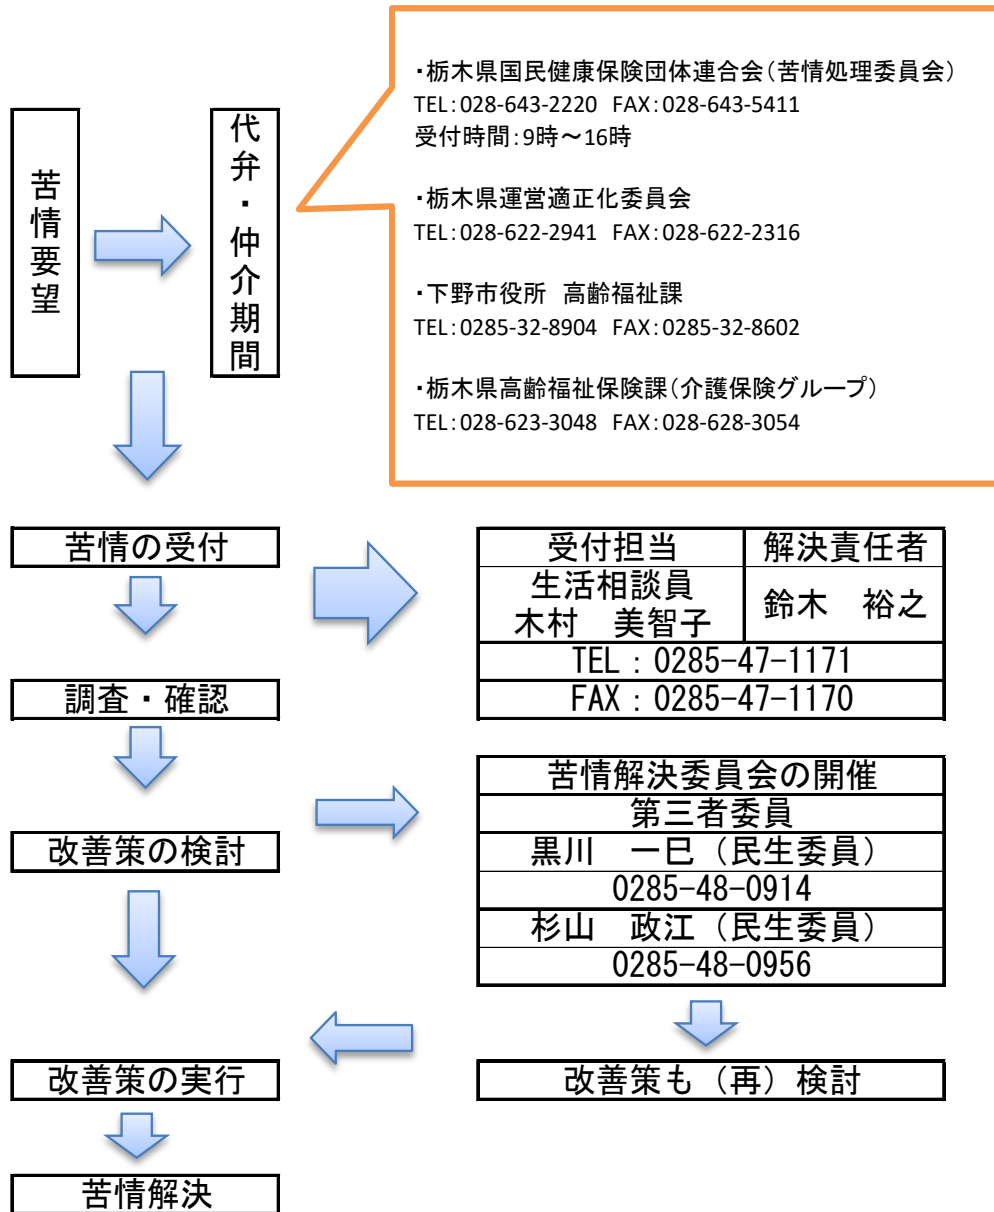 苦情要望
代弁・仲介期間
・栃木県国民健康保険団体連合会（苦情処理委員会）
TEL：028-643-2220 FAX：028-643-5411
受付時間：9時～16時
・栃木県運営適正化委員会
TEL：028-622-2941 FAX：028-622-2316
・下野市役所　高齢福祉課
TEL：0285-32-8904 FAX：0285-32-8602
・栃木県高齢福祉保険課（介護保険グループ）
TEL：028-623-3048 FAX：028-628-3054
苦情の受付
受付担当　解決責任者
生活相談員
木村　美智子
鈴木　裕之
TEL：0285-47-1171
FAX：0285-47-1170
調査・確認
改善策の検討
苦情解決委員会の開催
第三者委員
黒川　一巳（民生委員）
0285-48-0914
杉山　政江（民生委員）
0285-48-0956
改善策も（再）検討
改善策の実行
苦情解決